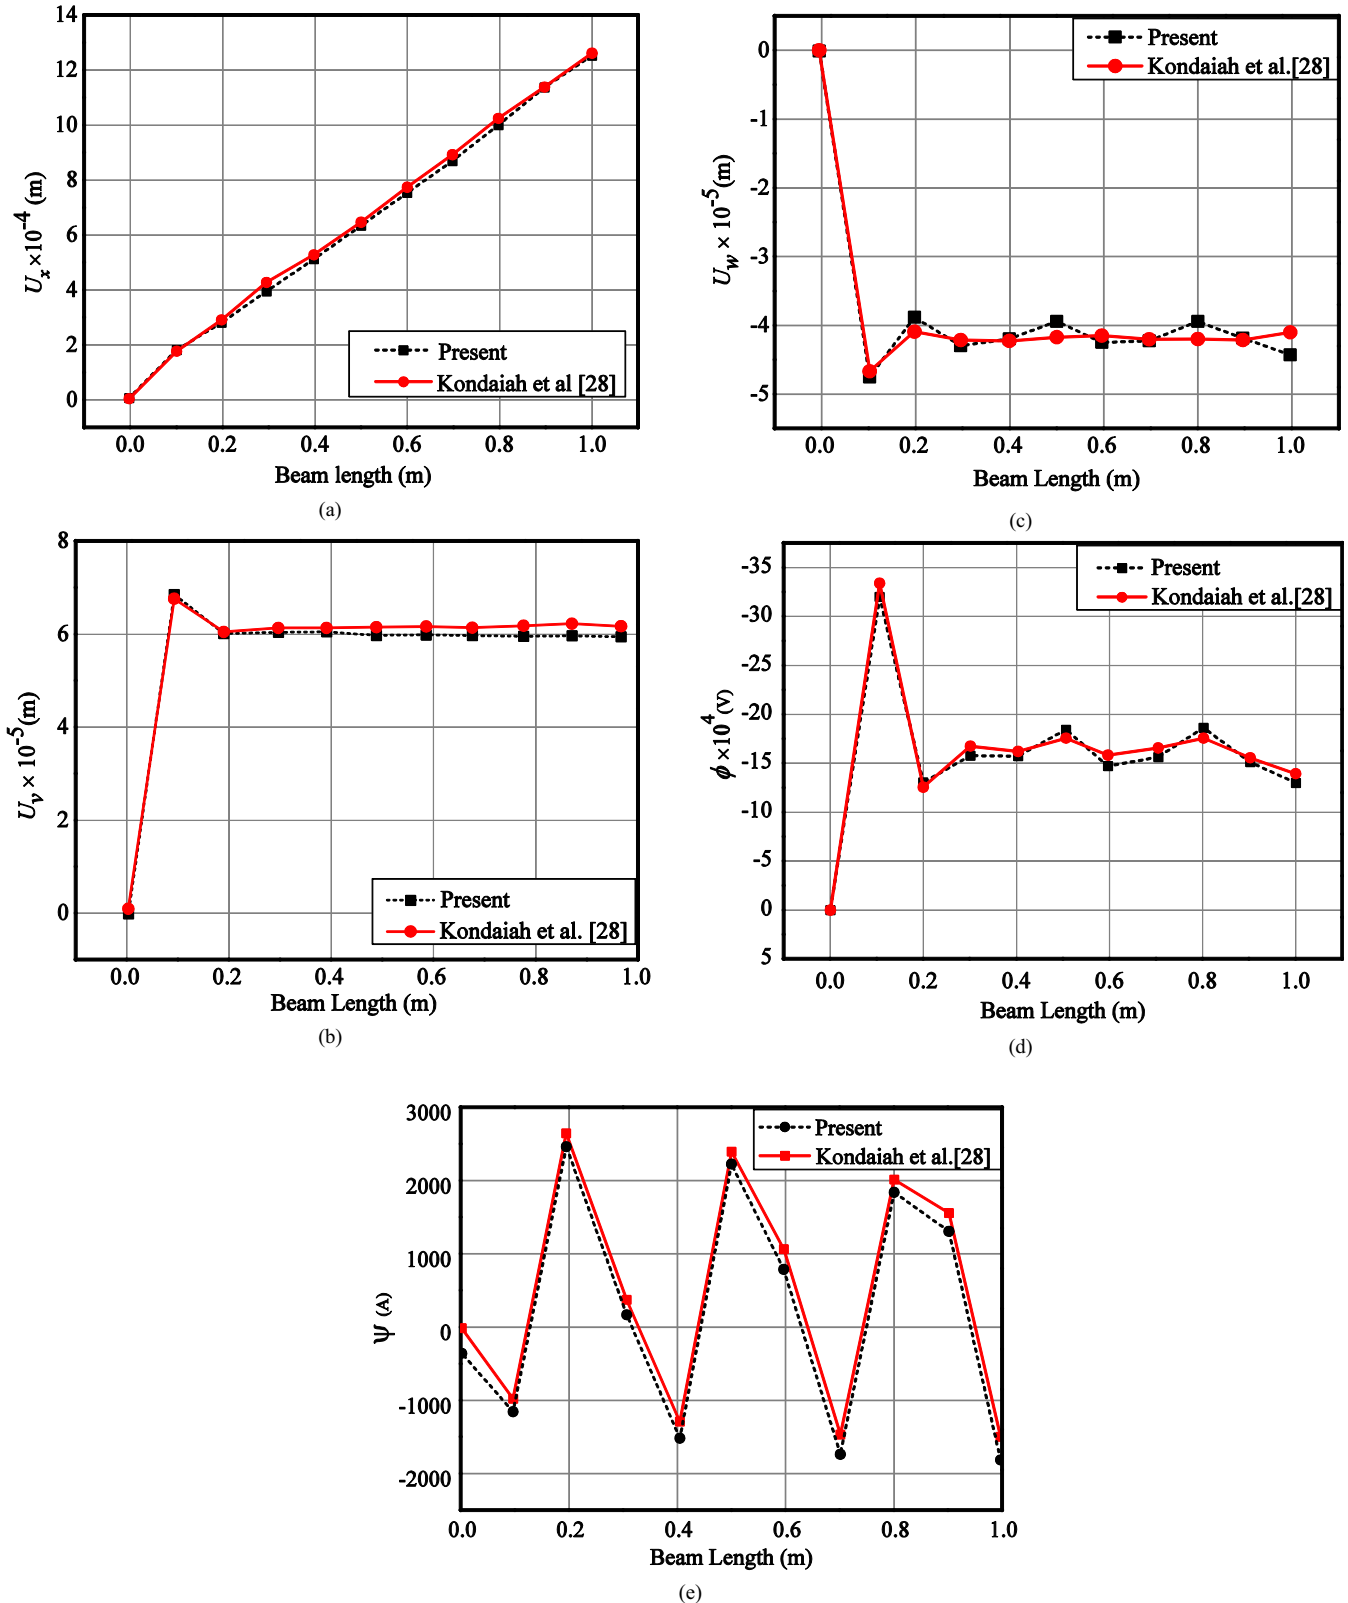 14
12
10
8
6
4
2
0
U_x ×10^-4 (m)
Present
Kondaiah et al [28]
0.0 0.2 0.4 0.6 0.8 1.0
Beam length (m)
(a)
0
-1
-2
-3
-4
-5
U_w × 10^-5 (m)
Present
Kondaiah et al.[28]
0.0 0.2 0.4 0.6 0.8 1.0
Beam Length (m)
(c)
8
6
4
2
0
U_v × 10^-5 (m)
Present
Kondaiah et al. [28]
0.0 0.2 0.4 0.6 0.8 1.0
Beam Length (m)
(b)
-35
-30
-25
-20
-15
-10
-5
0
5
ϕ ×10^4 (V)
Present
Kondaiah et al.[28]
0.0 0.2 0.4 0.6 0.8 1.0
Beam Length (m)
(d)
3000
2000
1000
0
-1000
-2000
Ψ (A)
Present
Kondaiah et al.[28]
0.0 0.2 0.4 0.6 0.8 1.0
Beam Length (m)
(e)